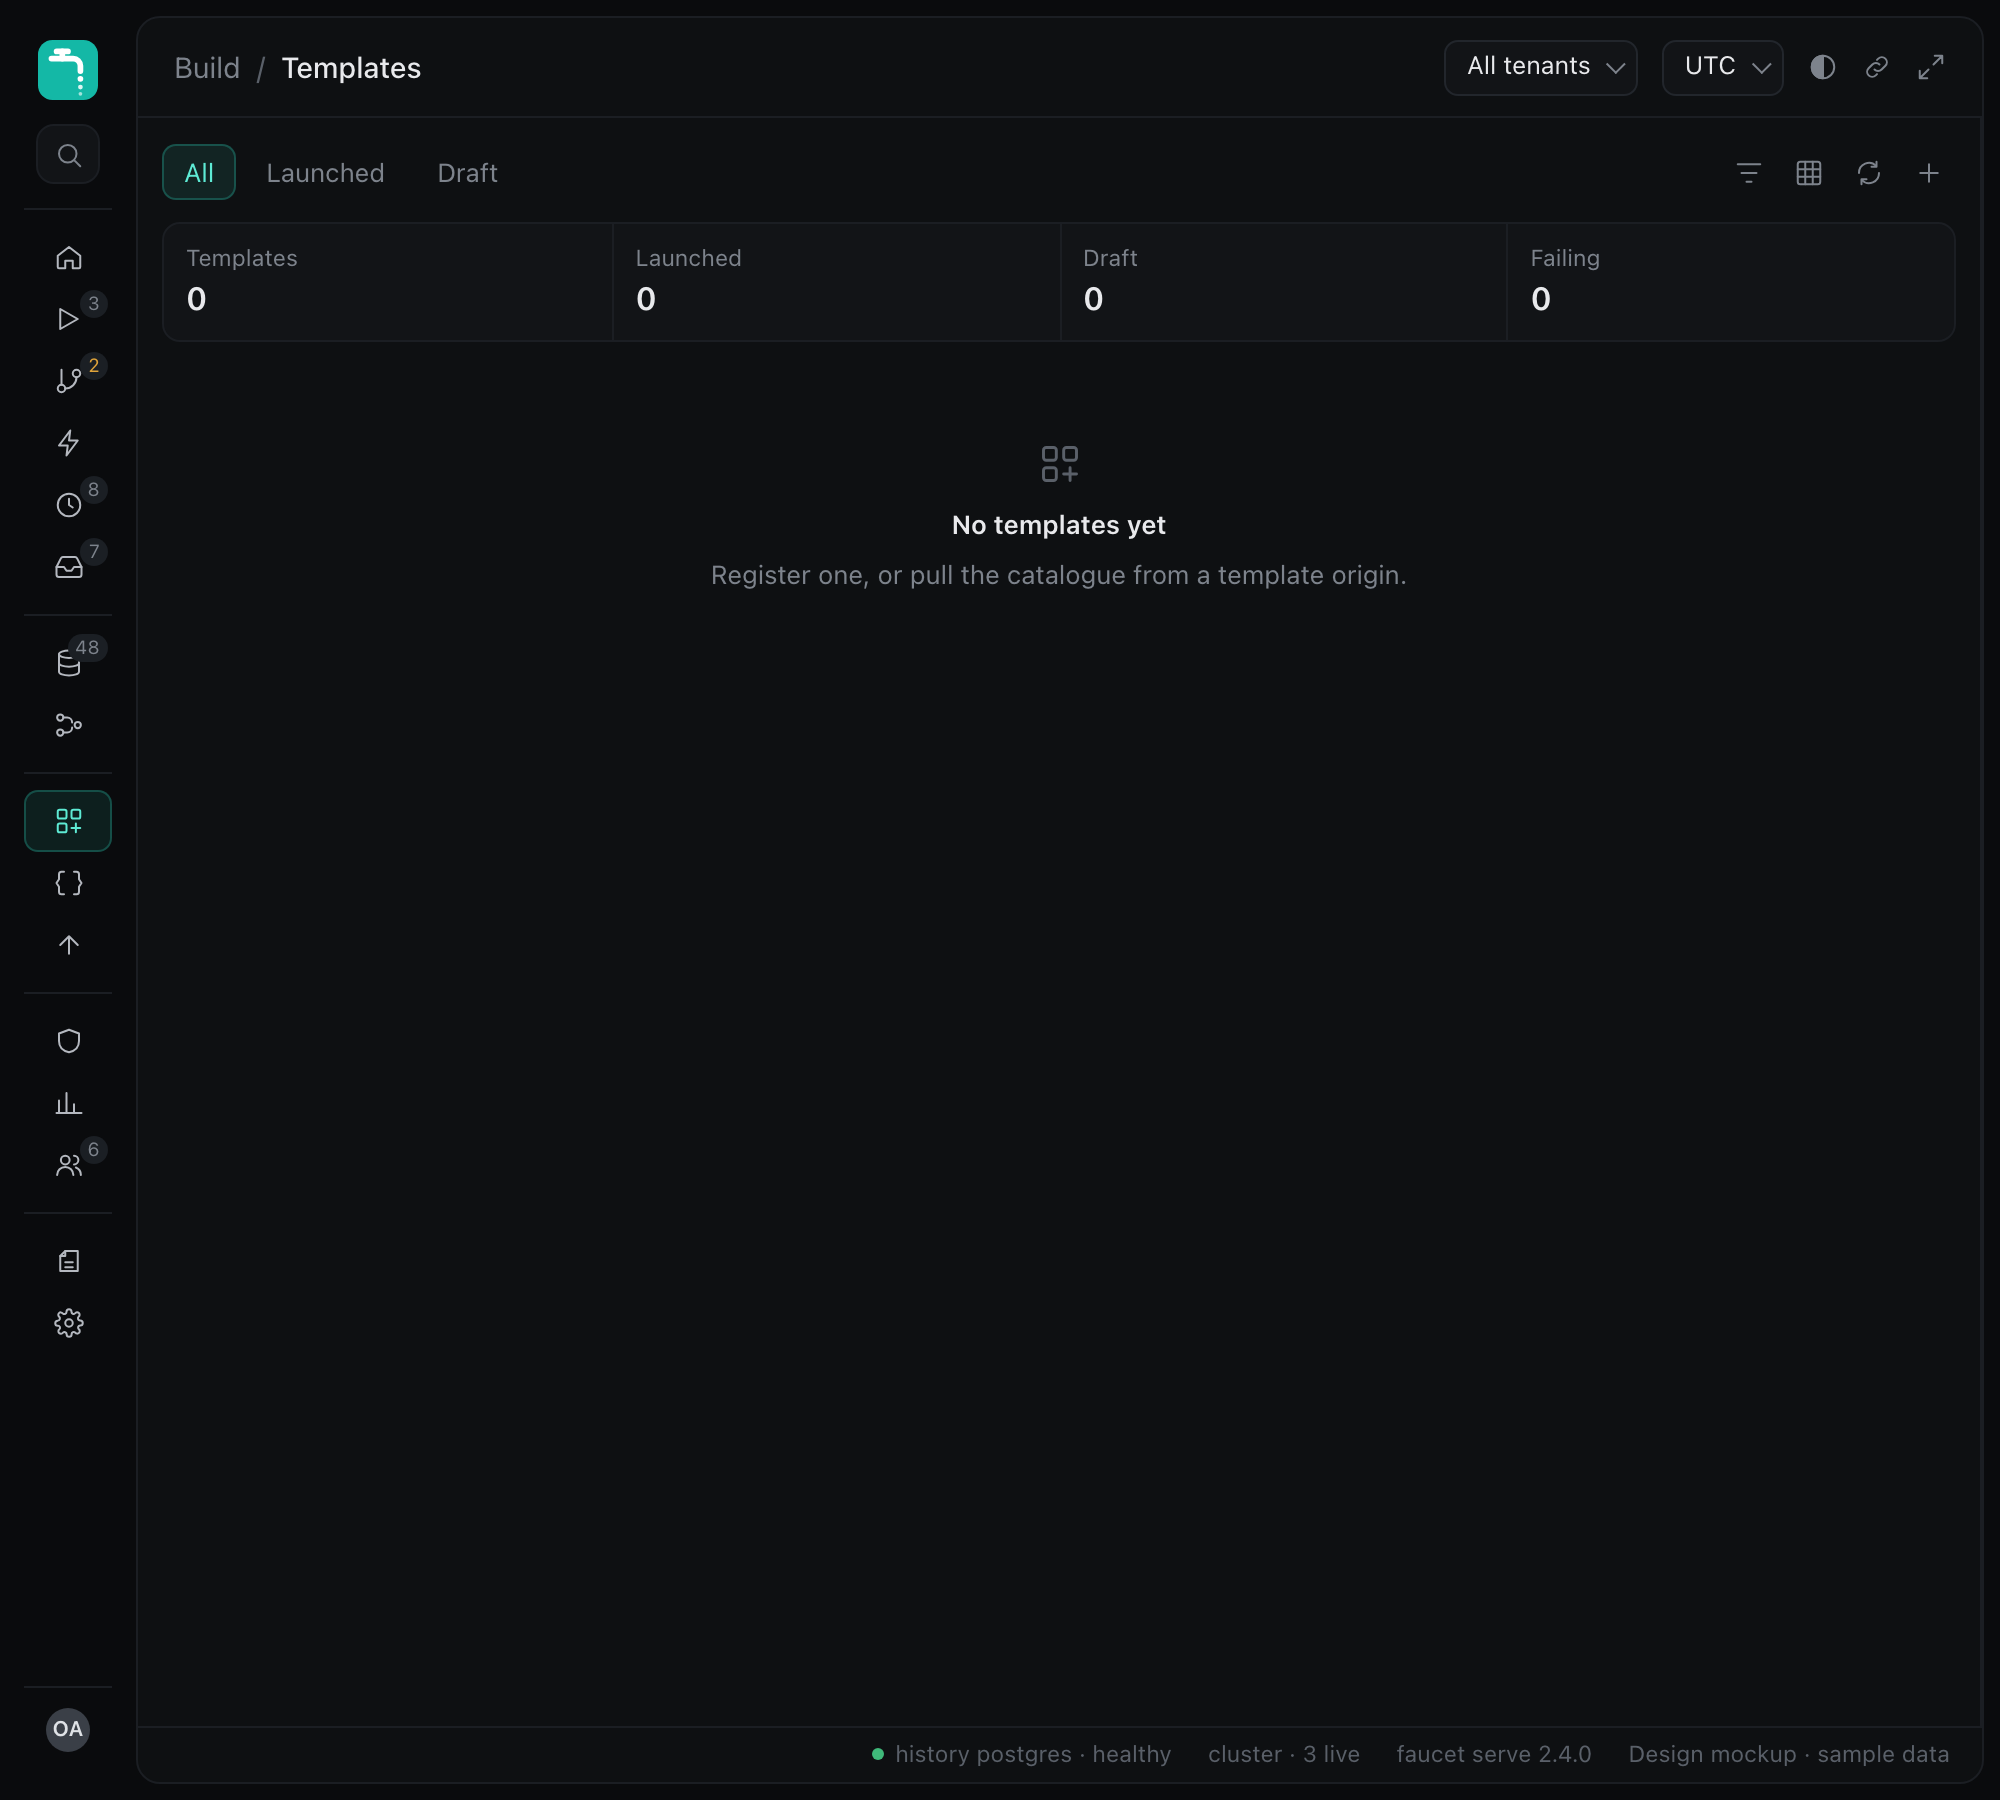 Build / Templates
All tenants
UTC
All
Launched
Draft
Templates
0
Launched
0
Draft
0
Failing
0
No templates yet
Register one, or pull the catalogue from a template origin.
3
2
8
7
48
6
OA
history postgres · healthy
cluster · 3 live
faucet serve 2.4.0
Design mockup · sample data